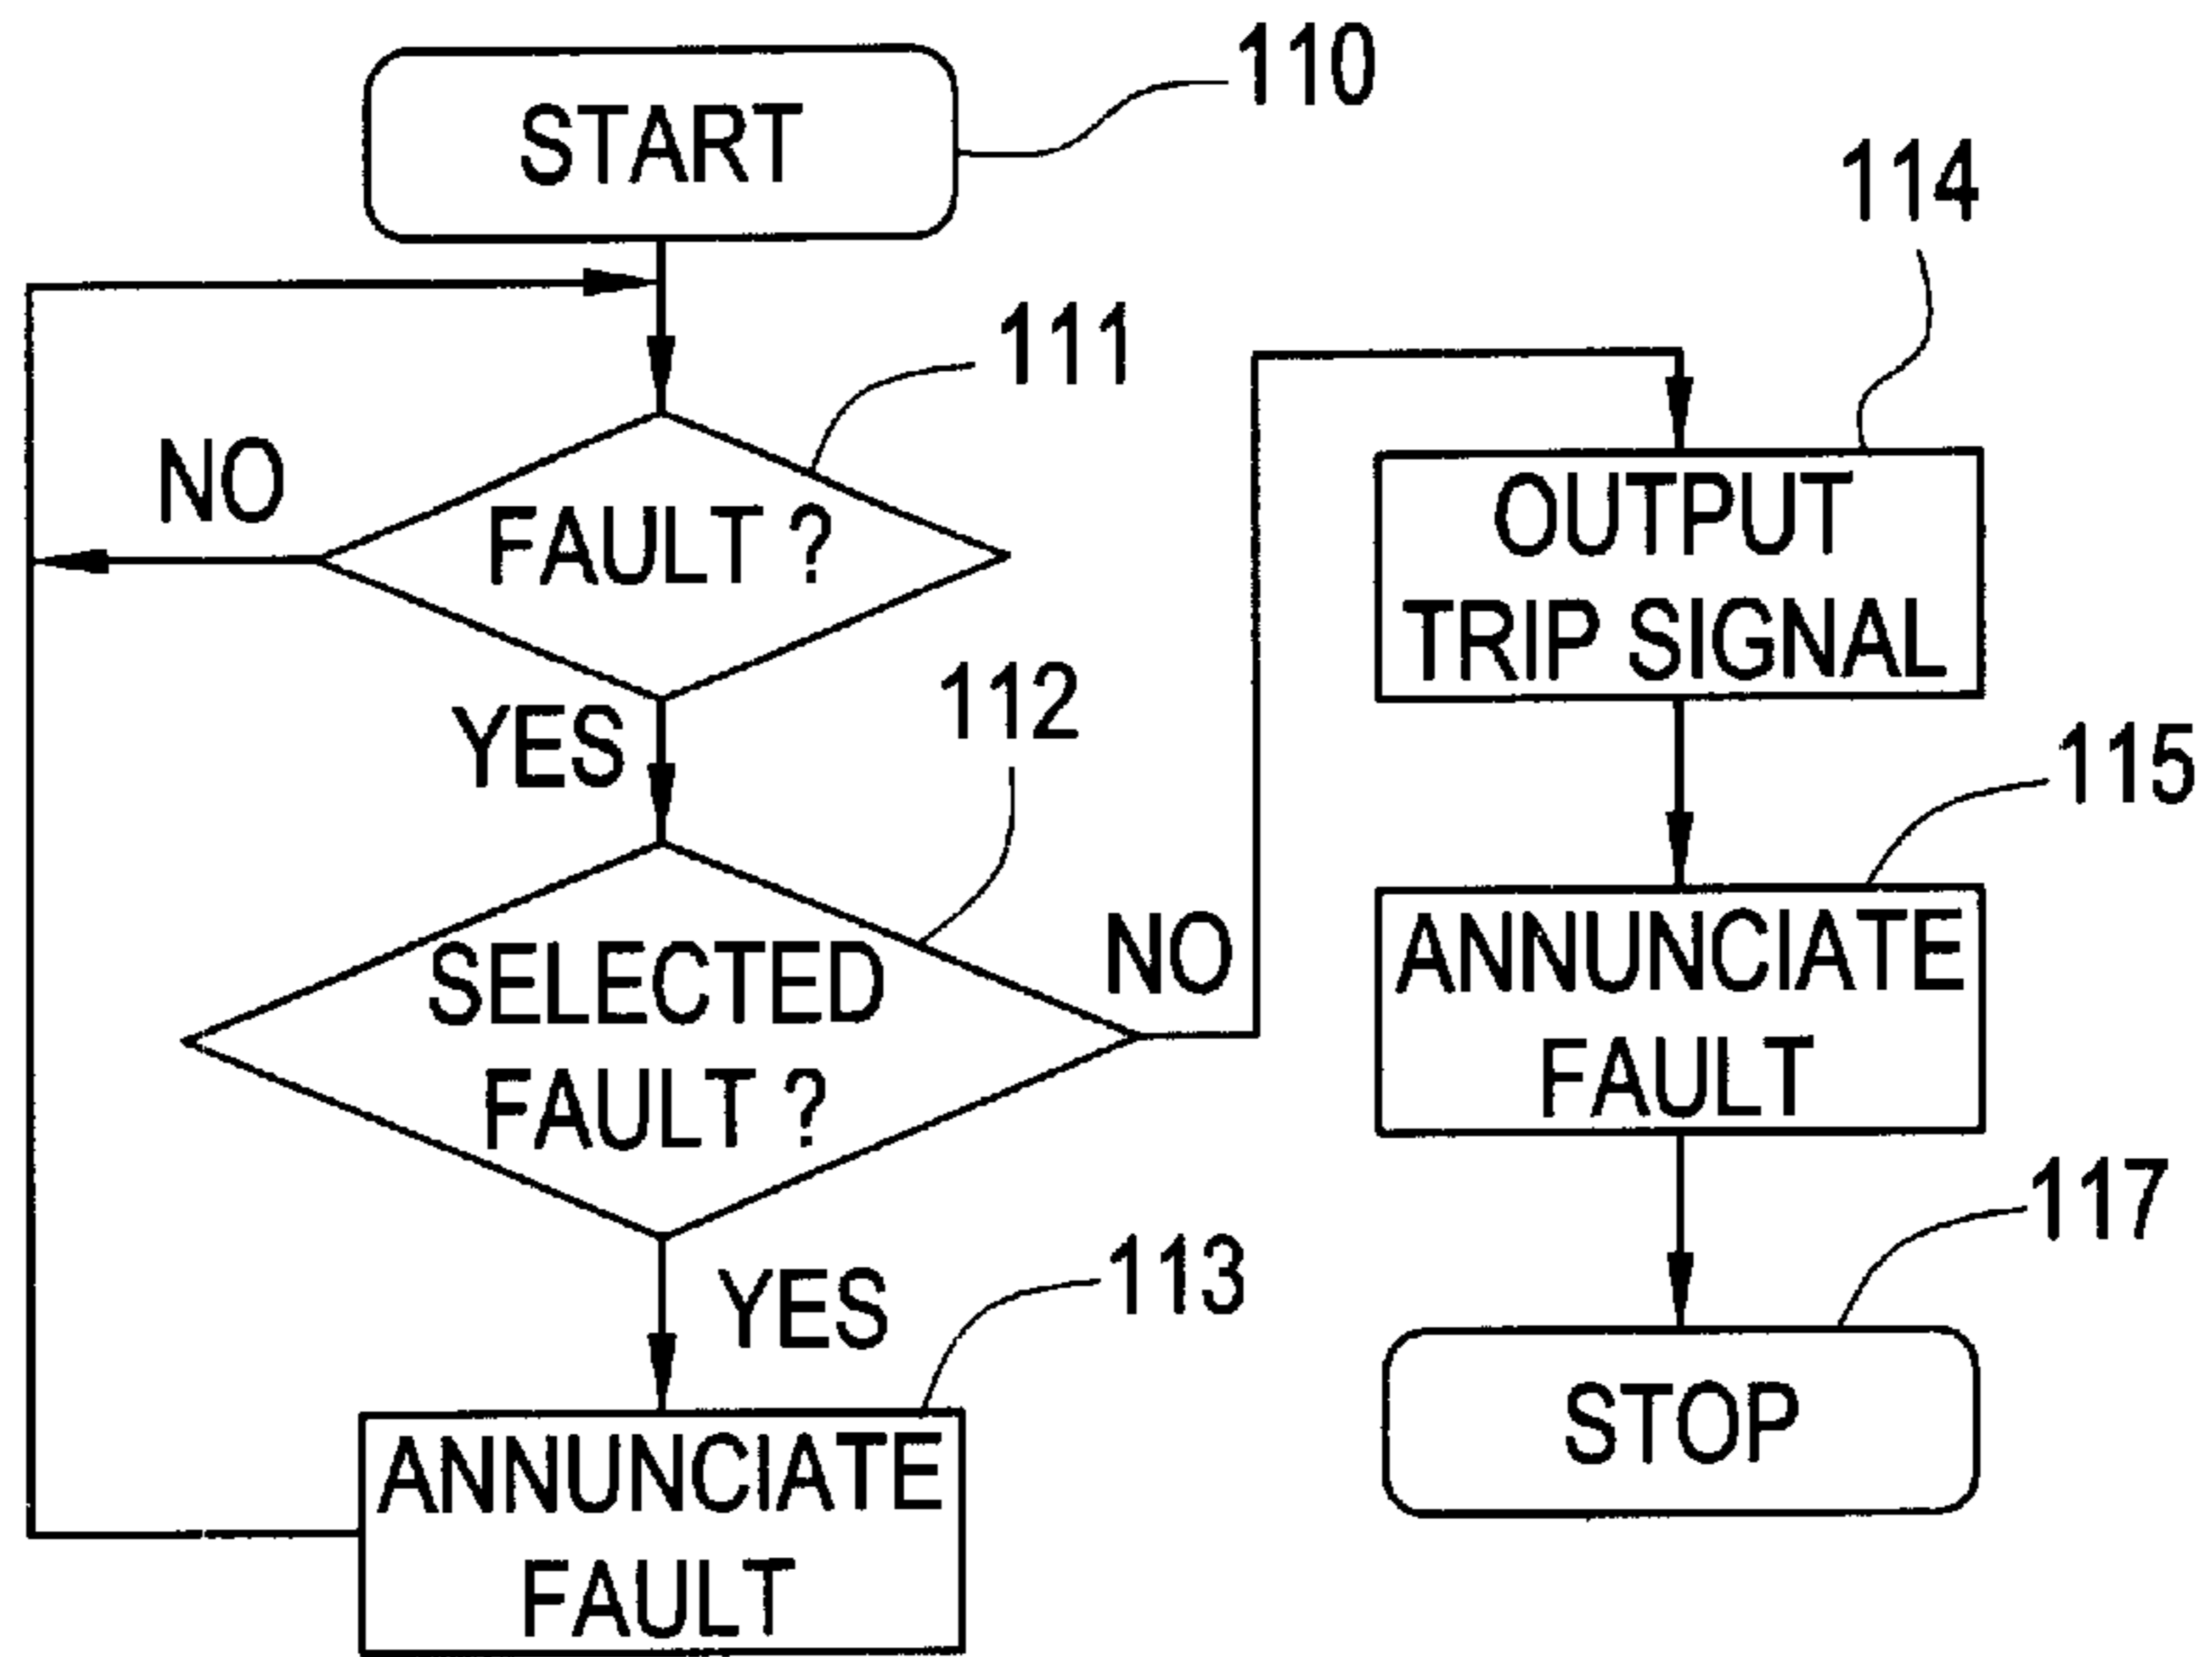 START
110
111
NO
FAULT ?
YES
112
SELECTED
FAULT ?
NO
YES
113
ANNUNCIATE
FAULT
114
OUTPUT
TRIP SIGNAL
115
ANNUNCIATE
FAULT
117
STOP